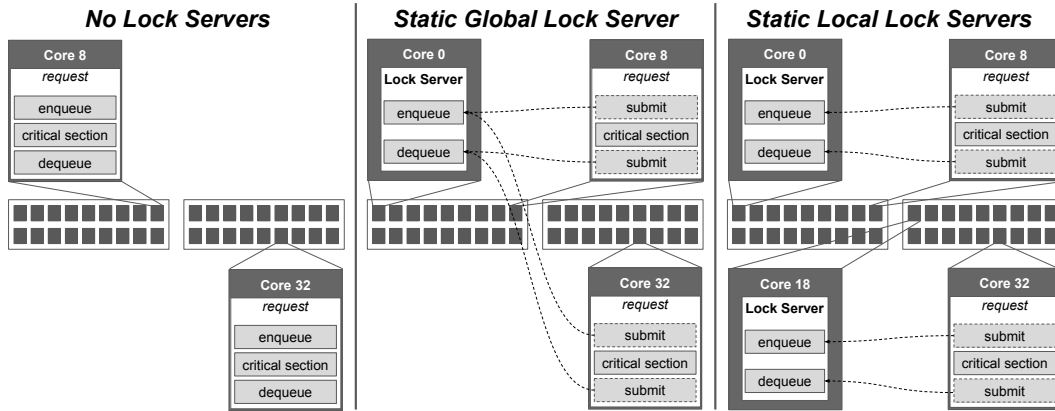 No Lock Servers
Core 8
request
enqueue
critical section
dequeue
Core 32
request
enqueue
critical section
dequeue
Static Global Lock Server
Core 0
Lock Server
enqueue
dequeue
Core 8
request
submit
critical section
submit
Core 32
request
submit
critical section
submit
Static Local Lock Servers
Core 0
Lock Server
enqueue
dequeue
Core 8
request
submit
critical section
submit
Core 18
Lock Server
enqueue
dequeue
Core 32
request
submit
critical section
submit